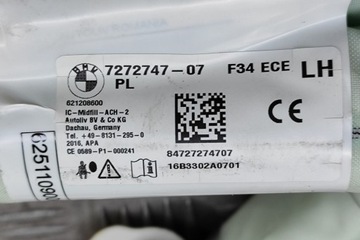 BMW
7272747-07 F34 ECE LH
PL
621208600
IC-Midfill-ACH-2
Autoliv BV & Co KG
Dachau, Germany
Tel. +49-8131-295-0
2016, APA
CE 0589-P1-000241
CE
84727274707
16B3302A0701